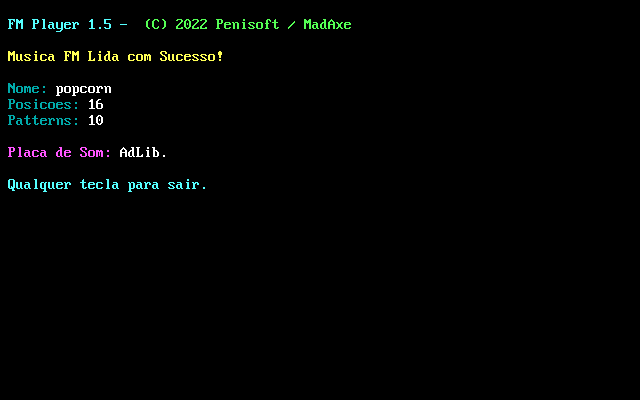 FM Player 1.5 -  (C) 2022 Penisoft / MadAxe
Musica FM Lida com Sucesso!
Nome: popcorn
Posicoes: 16
Patterns: 10
Placa de Som: AdLib.
Qualquer tecla para sair.